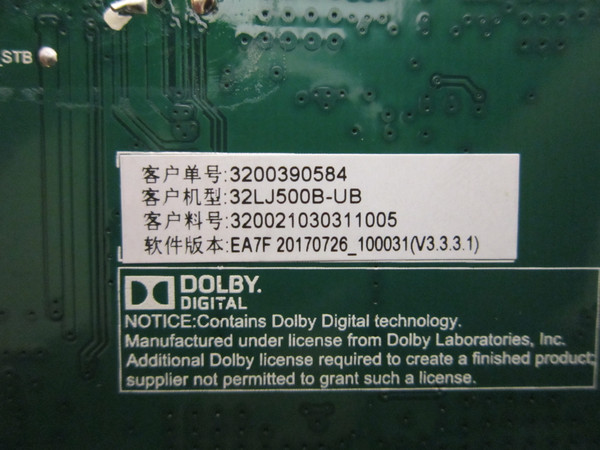 _STB
客户单号:3200390584
客户机型:32LJ500B-UB
客户料号:320021030311005
软件版本:EA7F 20170726_100031(V3.3.3.1)
DOLBY.
DIGITAL
NOTICE:Contains Dolby Digital technology.
Manufactured under license from Dolby Laboratories, Inc.
Additional Dolby license required to create a finished product;
supplier not permitted to grant such a license.